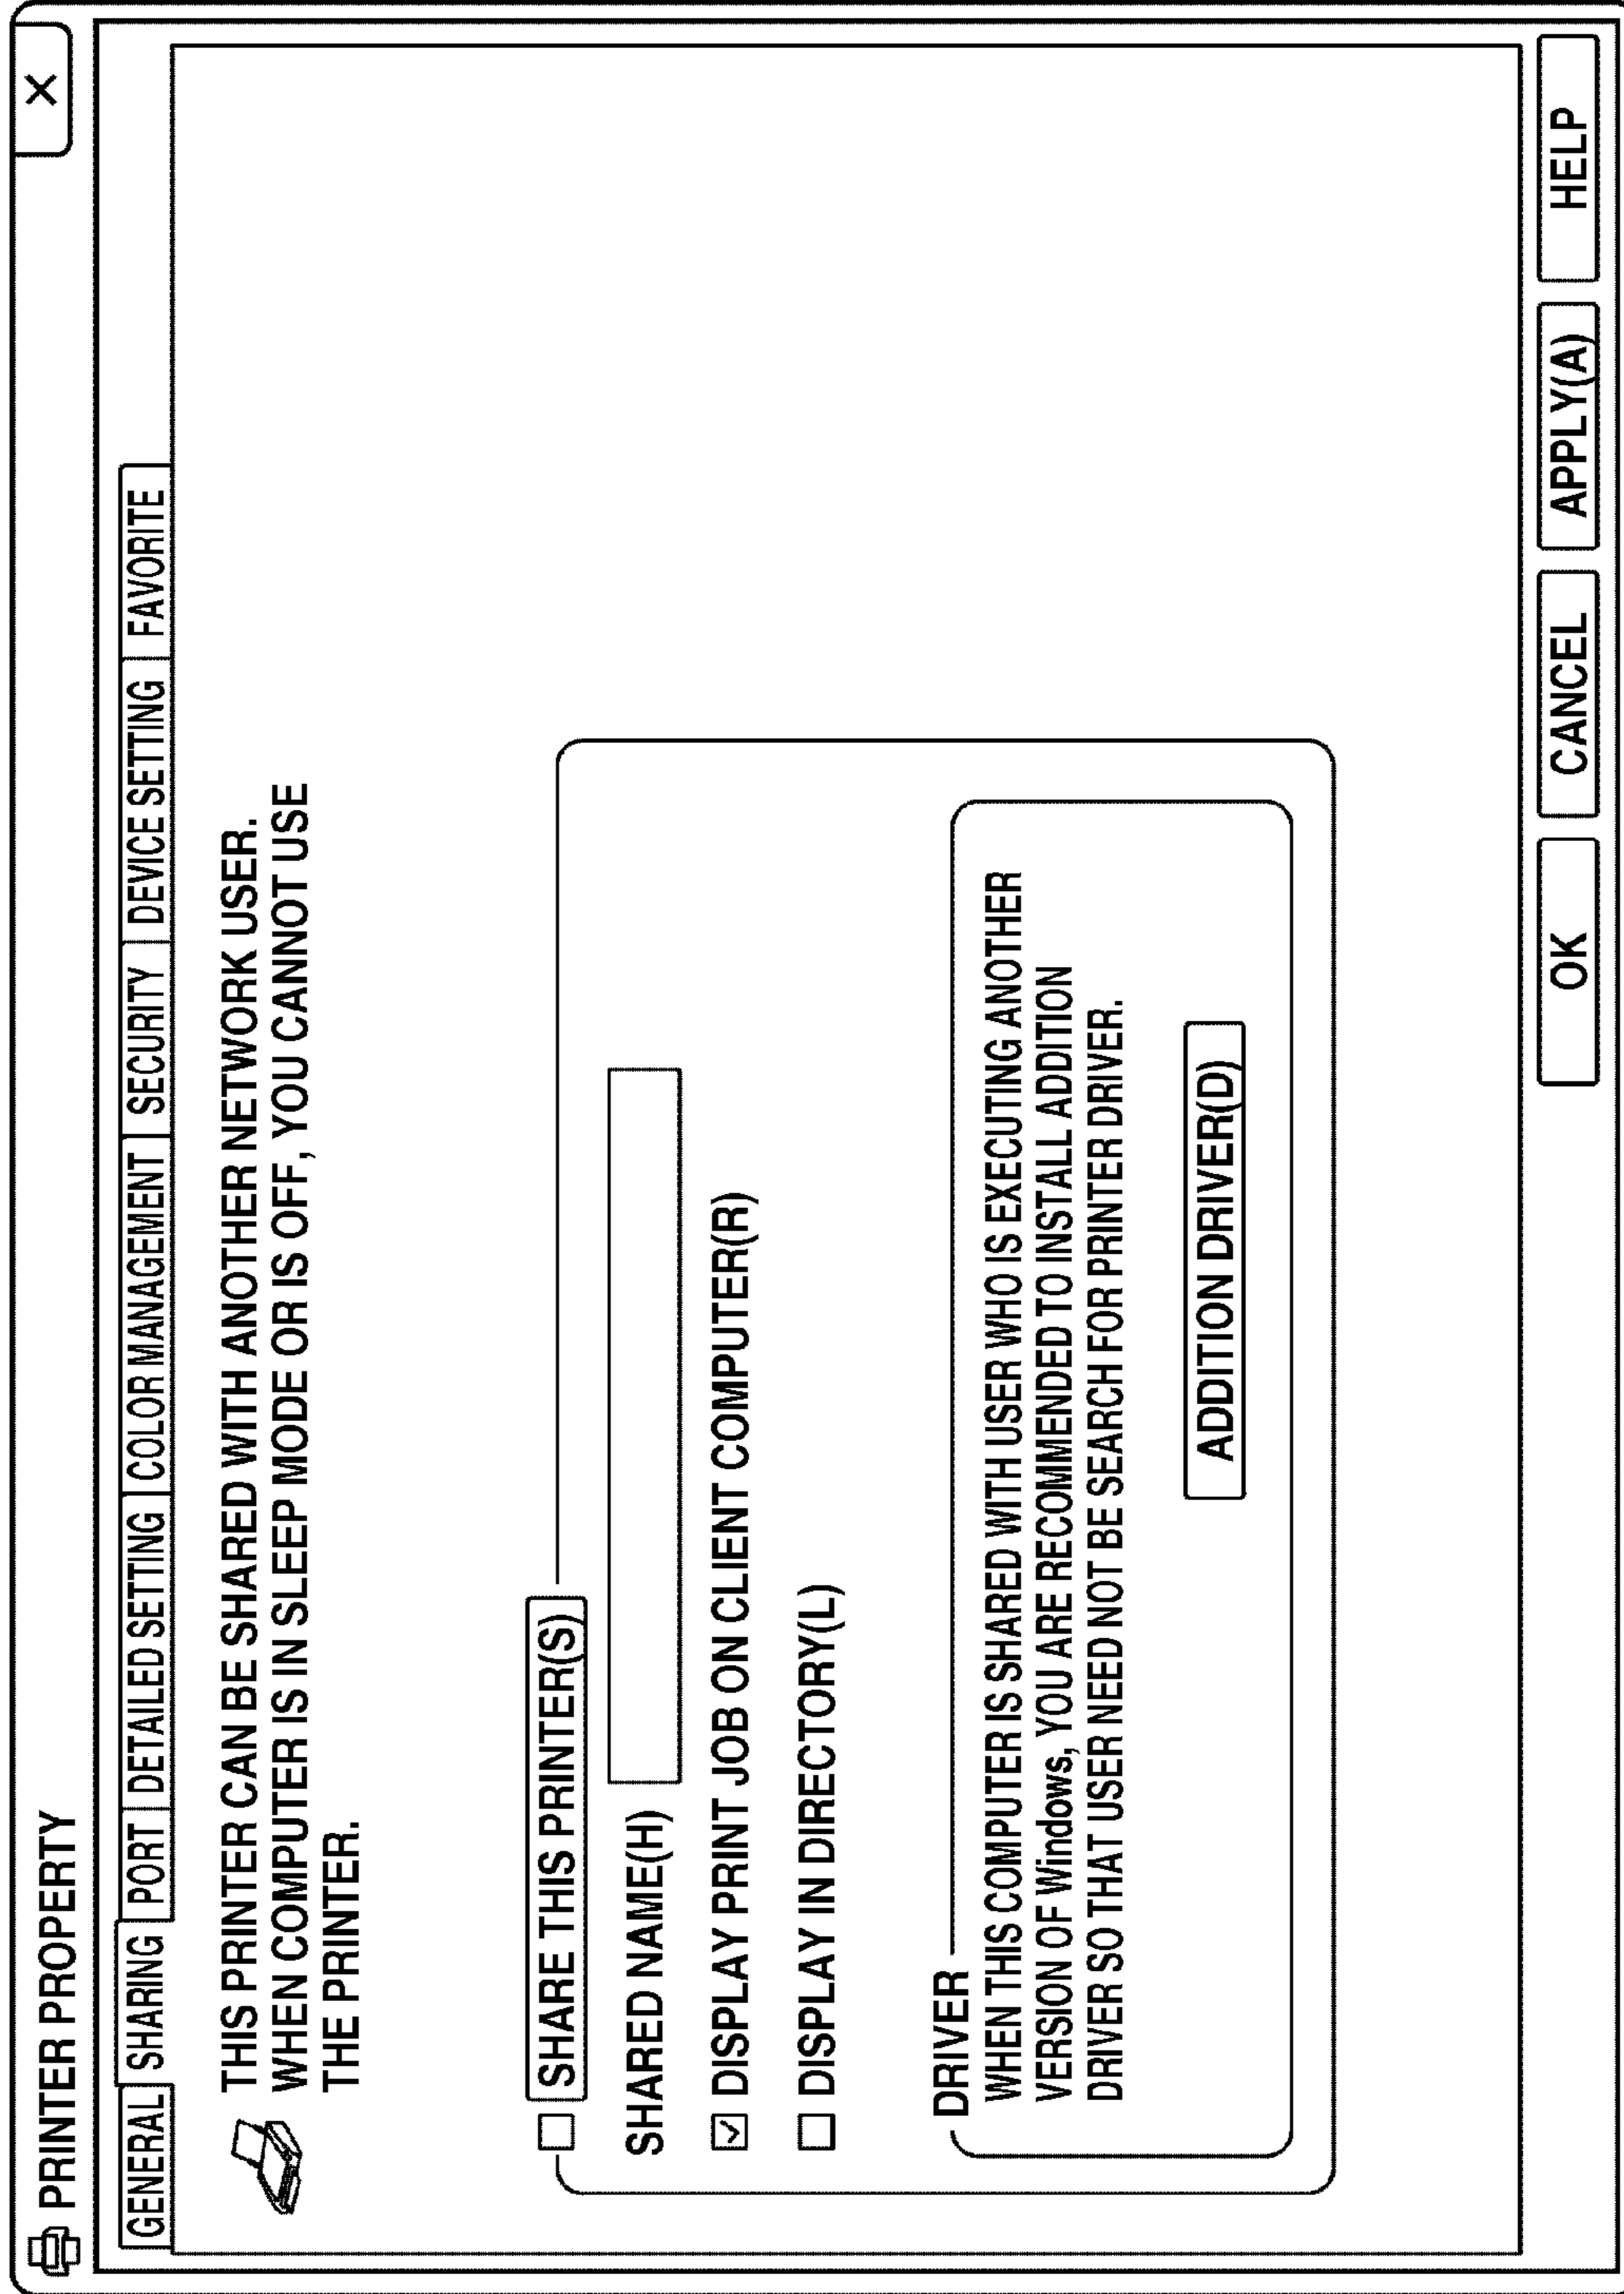 PRINTER PROPERTY
×
GENERAL SHARING PORT DETAILED SETTING COLOR MANAGEMENT SECURITY DEVICE SETTING FAVORITE
THIS PRINTER CAN BE SHARED WITH ANOTHER NETWORK USER.
WHEN COMPUTER IS IN SLEEP MODE OR IS OFF, YOU CANNOT USE
THE PRINTER.
SHARE THIS PRINTER(S)
SHARED NAME(H)
DISPLAY PRINT JOB ON CLIENT COMPUTER(R)
DISPLAY IN DIRECTORY(L)
DRIVER
WHEN THIS COMPUTER IS SHARED WITH USER WHO IS EXECUTING ANOTHER
VERSION OF Windows, YOU ARE RECOMMENDED TO INSTALL ADDITION
DRIVER SO THAT USER NEED NOT BE SEARCH FOR PRINTER DRIVER.
ADDITION DRIVER(D)
OK CANCEL APPLY(A) HELP